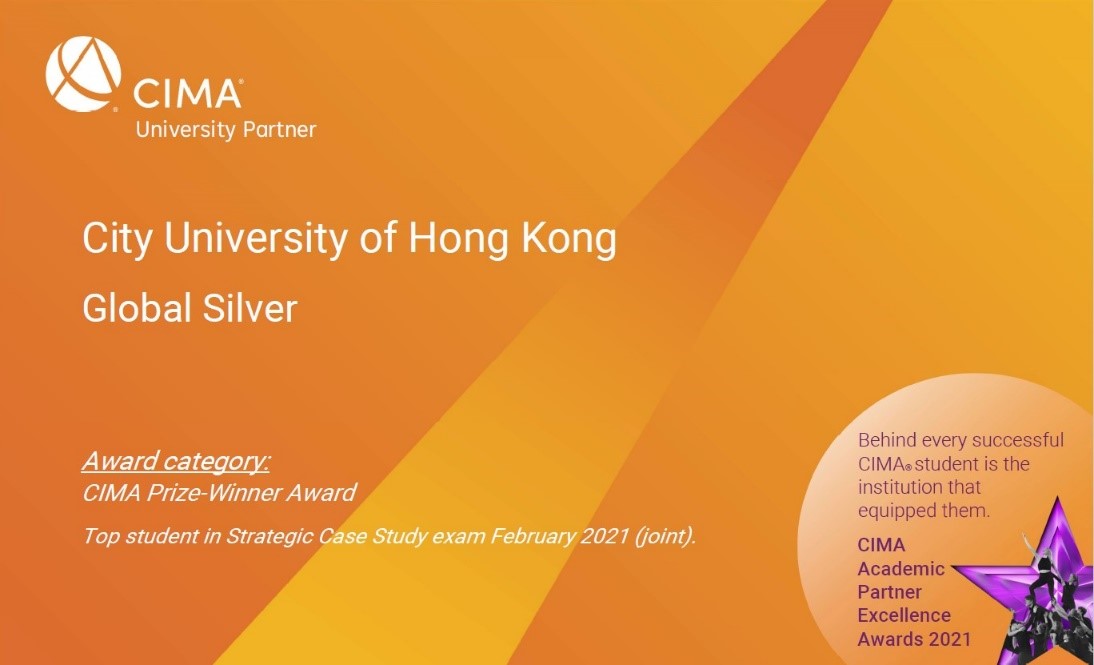 CIMA®
University Partner
City University of Hong Kong
Global Silver
Award category:
CIMA Prize-Winner Award
Top student in Strategic Case Study exam February 2021 (joint).
Behind every successful
CIMA® student is the
institution that
equipped them.
CIMA
Academic
Partner
Excellence
Awards 2021